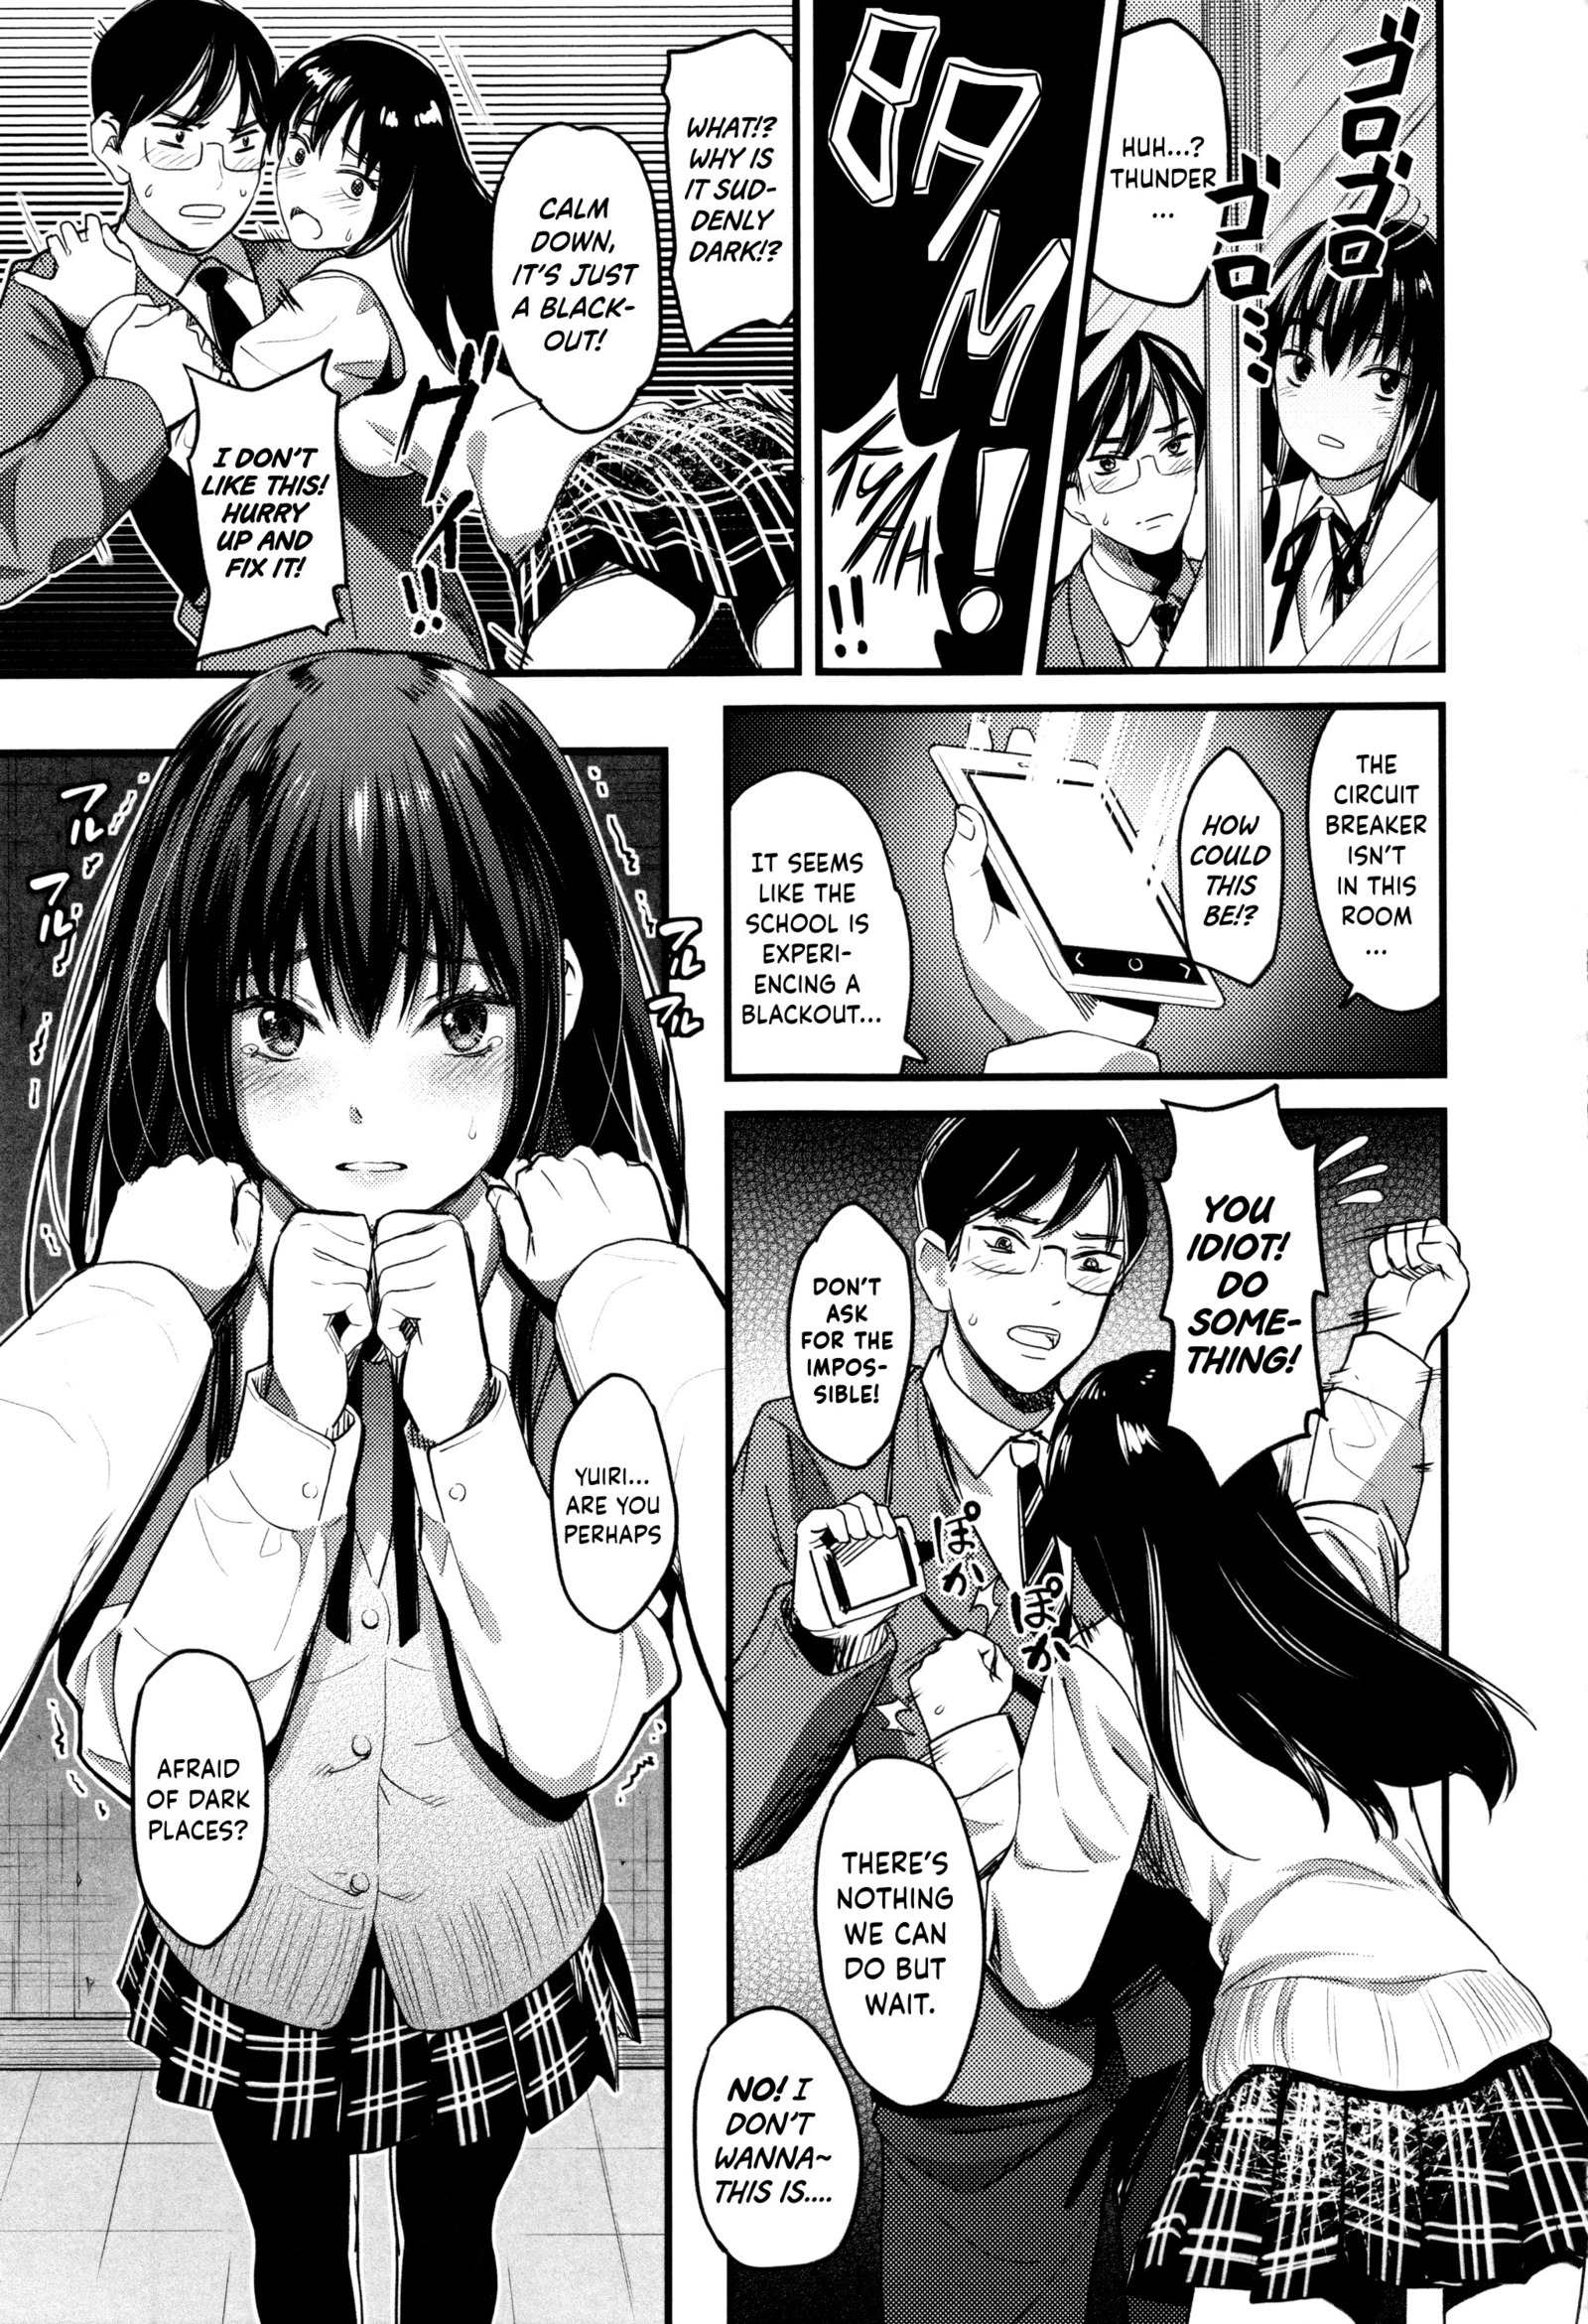 ゴロゴロ
ゴロ…
HUH...?
THUNDER
...
BAM!
KYAH
!!
WHAT!?
WHY IS
IT SUD-
DENLY
DARK!?
CALM
DOWN,
IT'S JUST
A BLACK-
OUT!
グイ
!!
I DON'T
LIKE THIS!
HURRY
UP AND
FIX IT!
THE
CIRCUIT
BREAKER
ISN'T
IN THIS
ROOM
...
HOW
COULD
THIS
BE!?
IT SEEMS
LIKE THE
SCHOOL IS
EXPERI-
ENCING A
BLACKOUT...
YOU
IDIOT!
DO
SOME-
THING!
DON'T
ASK
FOR THE
IMPOS-
SIBLE!
ぽか
ぽか
THERE'S
NOTHING
WE CAN
DO BUT
WAIT.
NO! I
DON'T
WANNA~
THIS IS....
フル
フル
フル
フル
YUIRI...
ARE YOU
PERHAPS
AFRAID
OF DARK
PLACES?